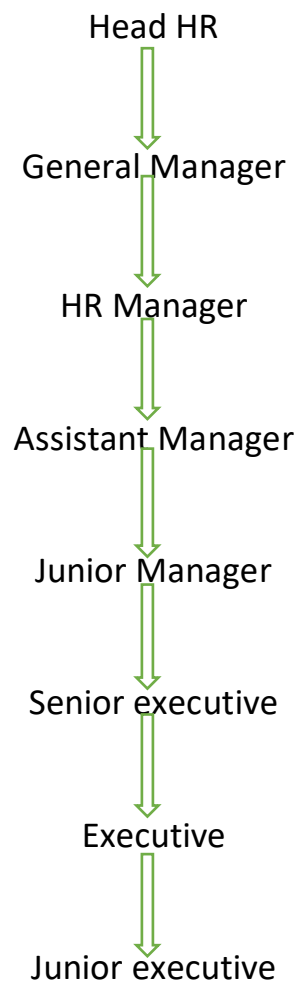 Head HR
General Manager
HR Manager
Assistant Manager
Junior Manager
Senior executive
Executive
Junior executive